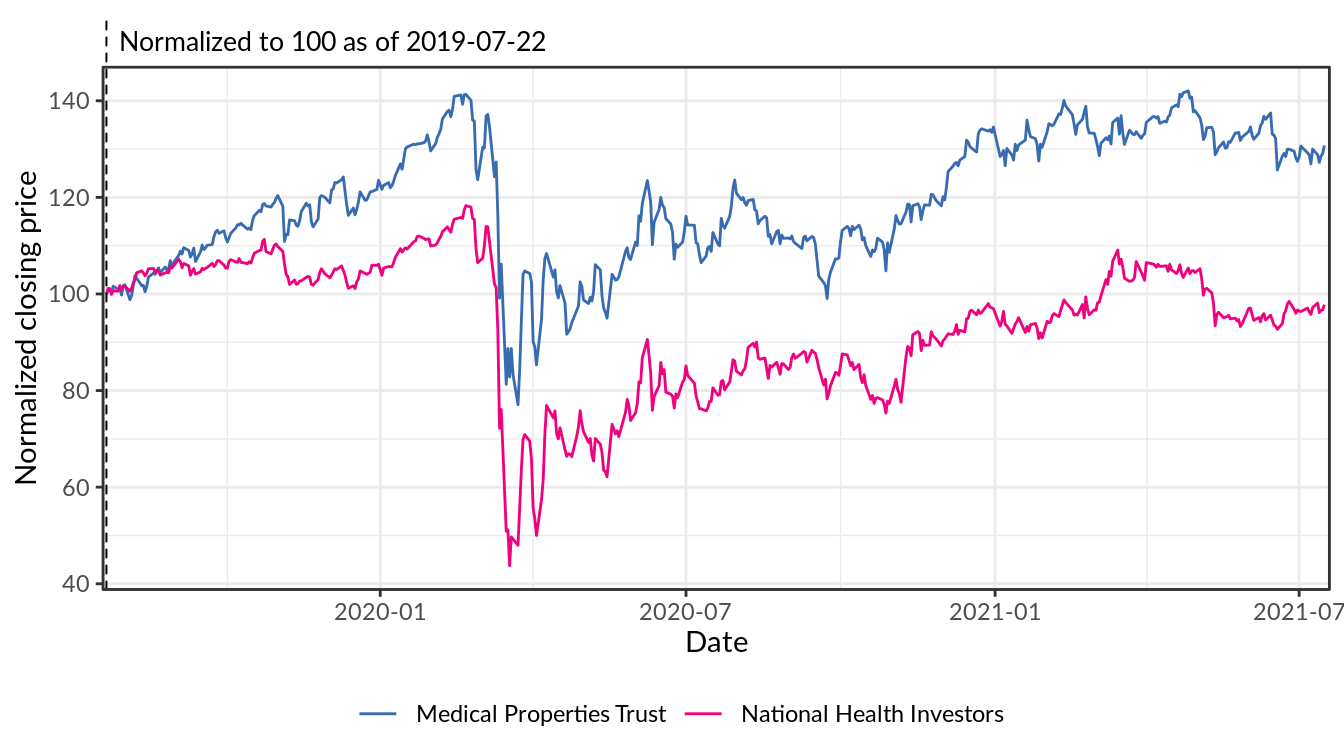 Normalized to 100 as of 2019-07-22
Normalized closing price
140
120
100
80
60
40
2020-01
2020-07
2021-01
2021-07
Date
Medical Properties Trust
National Health Investors